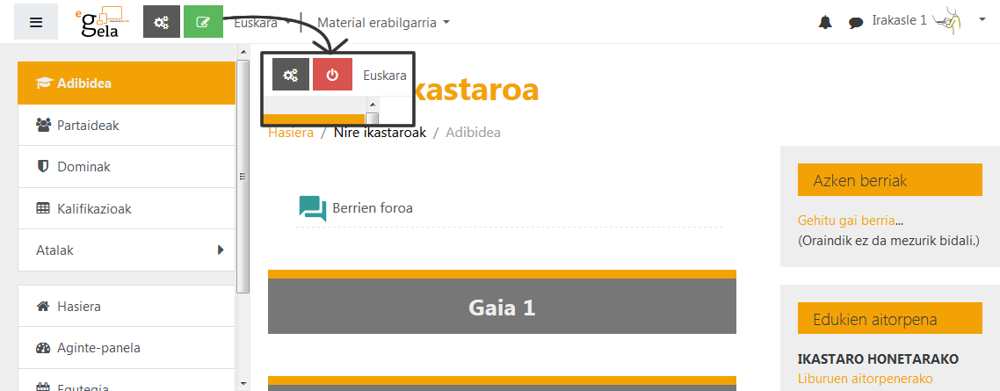 e gela
Euskara
Material erabilgarria
Irakasle 1
Euskara
kastaroa
Hasiera / Nire ikastaroak / Adibidea
Adibidea
Partaideak
Dominak
Kalifikazioak
Atalak
Hasiera
Aginte-panela
Egutegia
Berrien foroa
Gaia 1
Azken berriak
Gehitu gai berria...
(Oraindik ez da mezurik bidali.)
Edukien aitorpena
IKASTARO HONETARAKO
Liburuen aitorpenerako